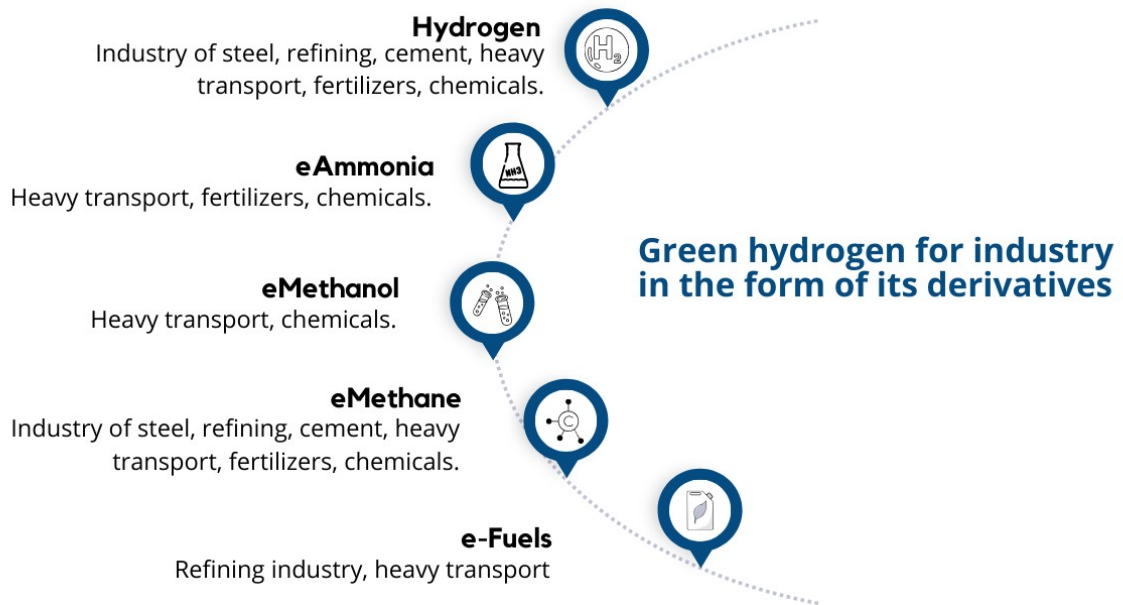 Hydrogen
Industry of steel, refining, cement, heavy
transport, fertilizers, chemicals.
H2
eAmmonia
Heavy transport, fertilizers, chemicals.
NH3
Green hydrogen for industry
in the form of its derivatives
eMethanol
Heavy transport, chemicals.
eMethane
Industry of steel, refining, cement, heavy
transport, fertilizers, chemicals.
C
e-Fuels
Refining industry, heavy transport